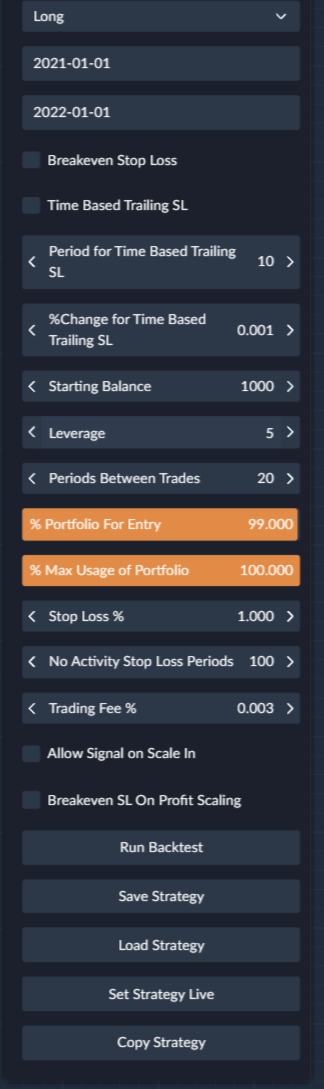 Long
2021-01-01
2022-01-01
Breakeven Stop Loss
Time Based Trailing SL
Period for Time Based Trailing
SL
10
%Change for Time Based
Trailing SL
0.001
Starting Balance 1000
Leverage 5
Periods Between Trades 20
% Portfolio For Entry 99.000
% Max Usage of Portfolio 100.000
Stop Loss % 1.000
No Activity Stop Loss Periods 100
Trading Fee % 0.003
Allow Signal on Scale In
Breakeven SL On Profit Scaling
Run Backtest
Save Strategy
Load Strategy
Set Strategy Live
Copy Strategy